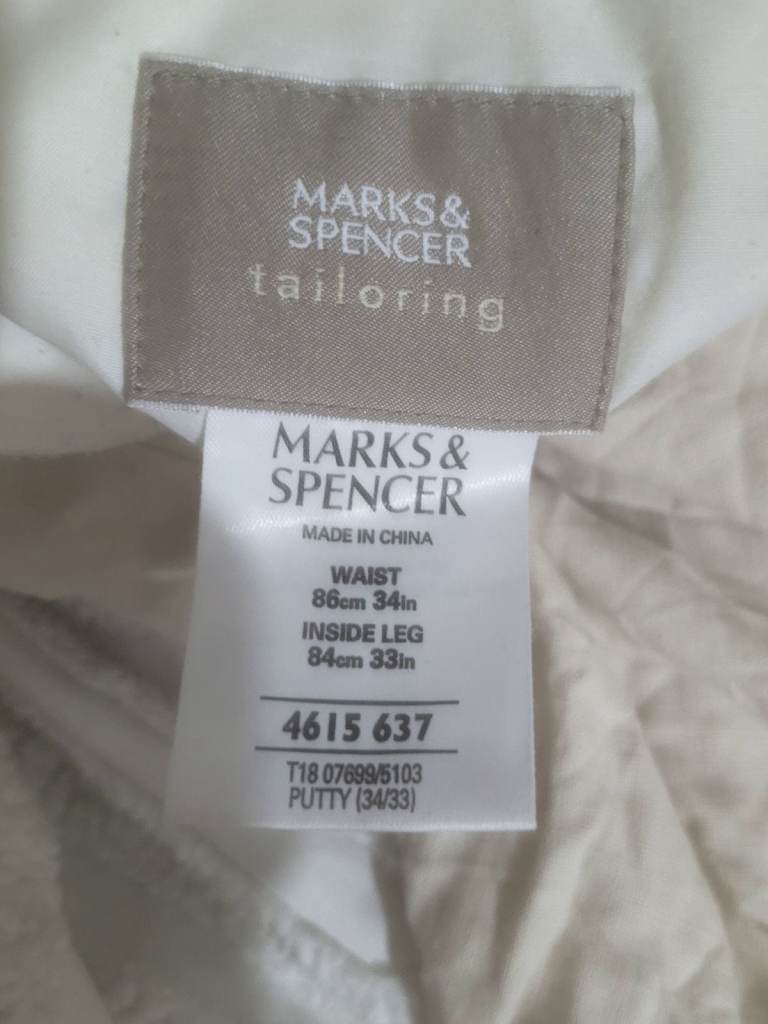 MARKS&
SPENCER
tailoring
MARKS &
SPENCER
MADE IN CHINA
WAIST
86cm 34in
INSIDE LEG
84cm 33in
4615 637
T18 07699/5103
PUTTY (34/33)